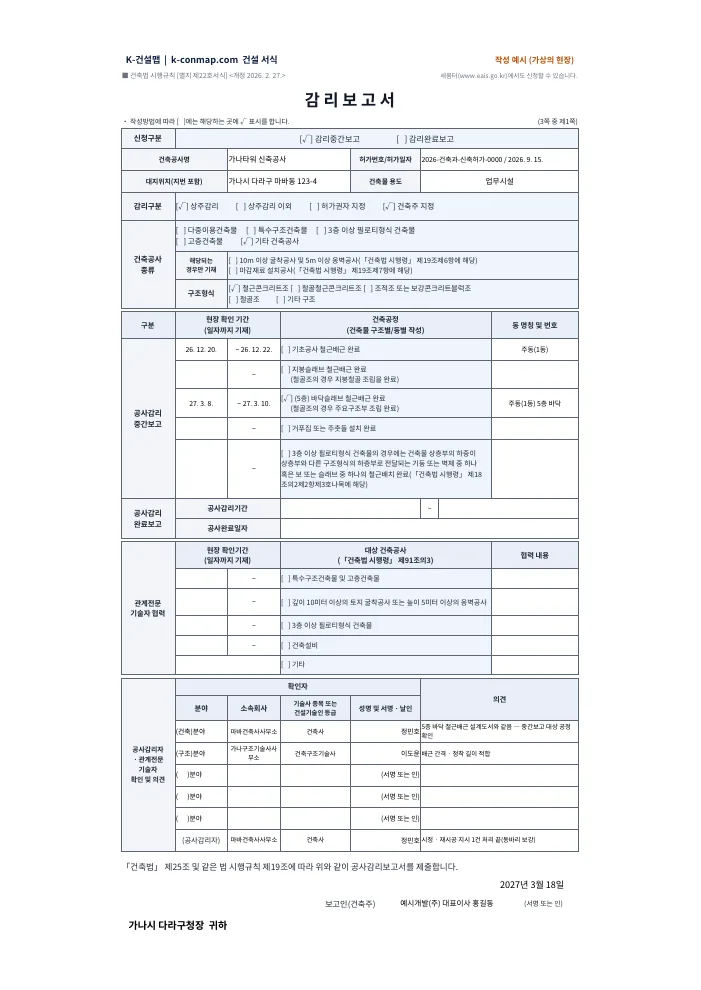 K-건설맵 | k-conmap.com 건설 서식
작성 예시 (가상의 현장)
■ 건축법 시행규칙 [별지 제22호서식] <개정 2026. 2. 27.>
세움터(www.eais.go.kr)에서도 신청할 수 있습니다.
감리보고서
• 작성방법에 따라 [ ]에는 해당하는 곳에 √ 표시를 합니다.
(3쪽 중 제1쪽)
신청구분
[√] 감리중간보고 [ ] 감리완료보고
건축공사명
가나타워 신축공사
허가번호/허가일자
2026-건축과-신축허가-0000 / 2026. 9. 15.
대지위치(지번 포함)
가나시 다라구 마바동 123-4
건축물 용도
업무시설
감리구분
[√] 상주감리 [ ] 상주감리 이외 [ ] 허가권자 지정 [√] 건축주 지정
건축공사
종류
[ ] 다중이용건축물 [ ] 특수구조건축물 [ ] 3층 이상 필로티형식 건축물
[ ] 고층건축물 [√] 기타 건축공사
해당되는
경우만 기재
[ ] 10m 이상 굴착공사 및 5m 이상 옹벽공사(「건축법 시행령」 제19조제6항에 해당)
[ ] 마감재료 설치공사(「건축법 시행령」 제19조제7항에 해당)
구조형식
[√] 철근콘크리트조 [ ] 철골철근콘크리트조 [ ] 조적조 또는 보강콘크리트블럭조
[ ] 철골조 [ ] 기타 구조
구분
현장 확인 기간
(일자까지 기재)
건축공정
(건축물 구조별/동별 작성)
동 명칭 및 번호
공사감리
중간보고
26. 12. 20.
~ 26. 12. 22.
[ ] 기초공사 철근배근 완료
주동(1동)
~
[ ] 지붕슬래브 철근배근 완료
(철골조의 경우 지붕철골 조립을 완료)
27. 3. 8.
~ 27. 3. 10.
[√] (5층) 바닥슬래브 철근배근 완료
(철골조의 경우 주요구조부 조립 완료)
주동(1동) 5층 바닥
~
[ ] 거푸집 또는 주춧돌 설치 완료
~
[ ] 3층 이상 필로티형식 건축물의 경우에는 건축물 상층부의 하중이
상층부와 다른 구조형식의 하층부로 전달되는 기둥 또는 벽체 중 하나
혹은 보 또는 슬래브 중 하나의 철근배치 완료(「건축법 시행령」 제18
조의2제2항제3호나목에 해당)
공사감리
완료보고
공사감리기간
~
공사완료일자
관계전문
기술자 협력
현장 확인기간
(일자까지 기재)
대상 건축공사
(「건축법 시행령」 제91조의3)
협력 내용
~
[ ] 특수구조건축물 및 고층건축물
~
[ ] 깊이 10미터 이상의 토지 굴착공사 또는 높이 5미터 이상의 옹벽공사
~
[ ] 3층 이상 필로티형식 건축물
~
[ ] 건축설비
[ ] 기타
공사감리자
· 관계전문
기술자
확인 및 의견
확인자
의견
분야
소속회사
기술사 종목 또는
건설기술인 등급
성명 및 서명 · 날인
(건축)분야
마바건축사사무소
건축사
정민호
5층 바닥 철근배근 설계도서와 같음 — 중간보고 대상 공정
확인
(구조)분야
가나구조기술사사
무소
건축구조기술사
이도윤
배근 간격 · 정착 길이 적합
( )분야
(서명 또는 인)
( )분야
(서명 또는 인)
( )분야
(서명 또는 인)
(공사감리자)
마바건축사사무소
건축사
정민호
시정 · 재시공 지시 1건 처리 끝(동바리 보강)
「건축법」 제25조 및 같은 법 시행규칙 제19조에 따라 위와 같이 공사감리보고서를 제출합니다.
2027년 3월 18일
보고인(건축주)
예시개발(주) 대표이사 홍길동
(서명 또는 인)
가나시 다라구청장 귀하